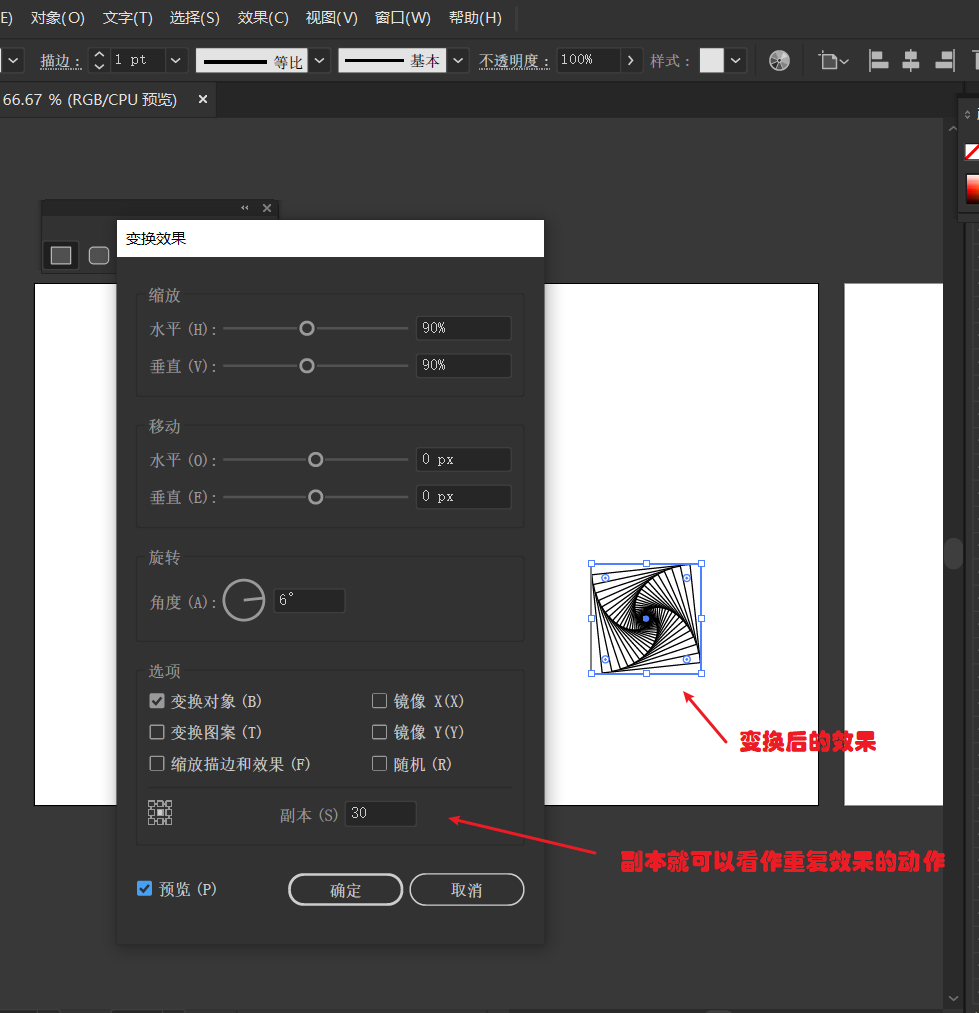 E) 对象(O) 文字(T) 选择(S) 效果(C) 视图(V) 窗口(W) 帮助(H)
描边: 1 pt 等比 基本 不透明度: 100% 样式:
66.67 % (RGB/CPU 预览) ×
变换效果
缩放
水平 (H): 90%
垂直 (V): 90%
移动
水平 (O): 0 px
垂直 (E): 0 px
旋转
角度 (A): 6°
选项
变换对象 (B) 镜像 X(X)
变换图案 (T) 镜像 Y(Y)
缩放描边和效果 (F) 随机 (R)
副本 (S) 30
预览 (P) 确定 取消
变换后的效果
副本就可以看作重复效果的动作